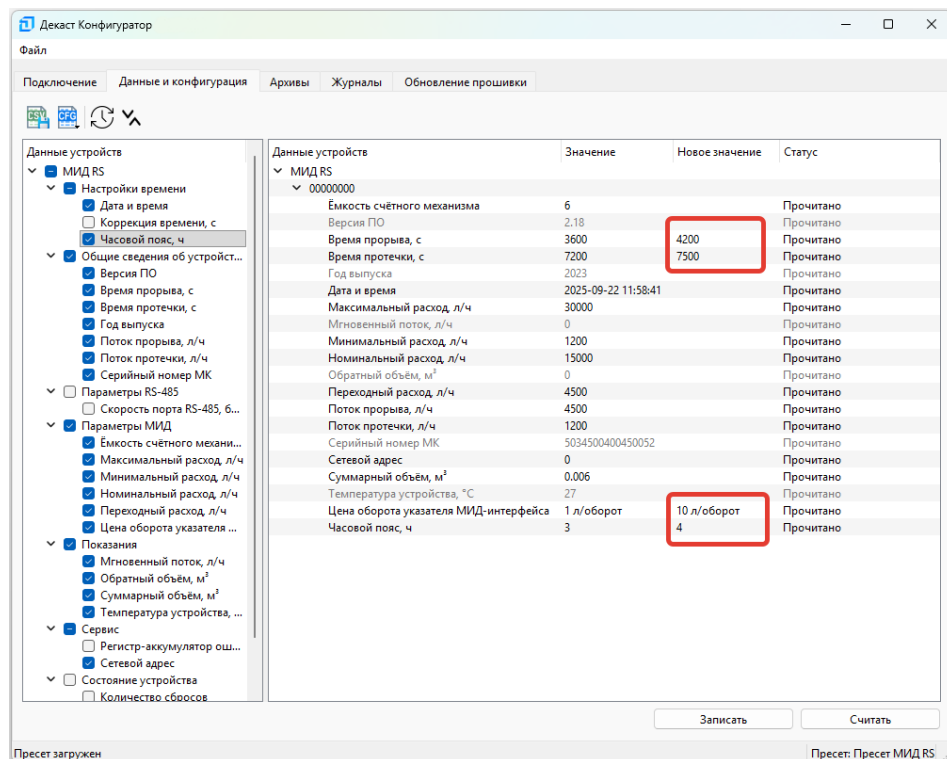 Декаст Конфигуратор
Файл
Подключение Данные и конфигурация Архивы Журналы Обновление прошивки
CSV CFG
Данные устройств
МИД RS
Настройки времени
Дата и время
Коррекция времени, с
Часовой пояс, ч
Общие сведения об устройст...
Версия ПО
Время прорыва, с
Время протечки, с
Год выпуска
Поток прорыва, л/ч
Поток протечки, л/ч
Серийный номер МК
Параметры RS-485
Скорость порта RS-485, б...
Параметры МИД
Ёмкость счётного механи...
Максимальный расход, л/ч
Минимальный расход, л/ч
Номинальный расход, л/ч
Переходный расход, л/ч
Цена оборота указателя ...
Показания
Мгновенный поток, л/ч
Обратный объём, м³
Суммарный объём, м³
Температура устройства, ...
Сервис
Регистр-аккумулятор ош...
Сетевой адрес
Состояние устройства
Количество сбросов
Данные устройств Значение Новое значение Статус
МИД RS
00000000
Ёмкость счётного механизма 6 Прочитано
Версия ПО 2.18 Прочитано
Время прорыва, с 3600 4200 Прочитано
Время протечки, с 7200 7500 Прочитано
Год выпуска 2023 Прочитано
Дата и время 2025-09-22 11:58:41 Прочитано
Максимальный расход, л/ч 30000 Прочитано
Мгновенный поток, л/ч 0 Прочитано
Минимальный расход, л/ч 1200 Прочитано
Номинальный расход, л/ч 15000 Прочитано
Обратный объём, м³ 0 Прочитано
Переходный расход, л/ч 4500 Прочитано
Поток прорыва, л/ч 4500 Прочитано
Поток протечки, л/ч 1200 Прочитано
Серийный номер МК 5034500400450052 Прочитано
Сетевой адрес 0 Прочитано
Суммарный объём, м³ 0.006 Прочитано
Температура устройства, °C 27 Прочитано
Цена оборота указателя МИД-интерфейса 1 л/оборот 10 л/оборот Прочитано
Часовой пояс, ч 3 4 Прочитано
Записать Считать
Пресет загружен Пресет: Пресет МИД RS